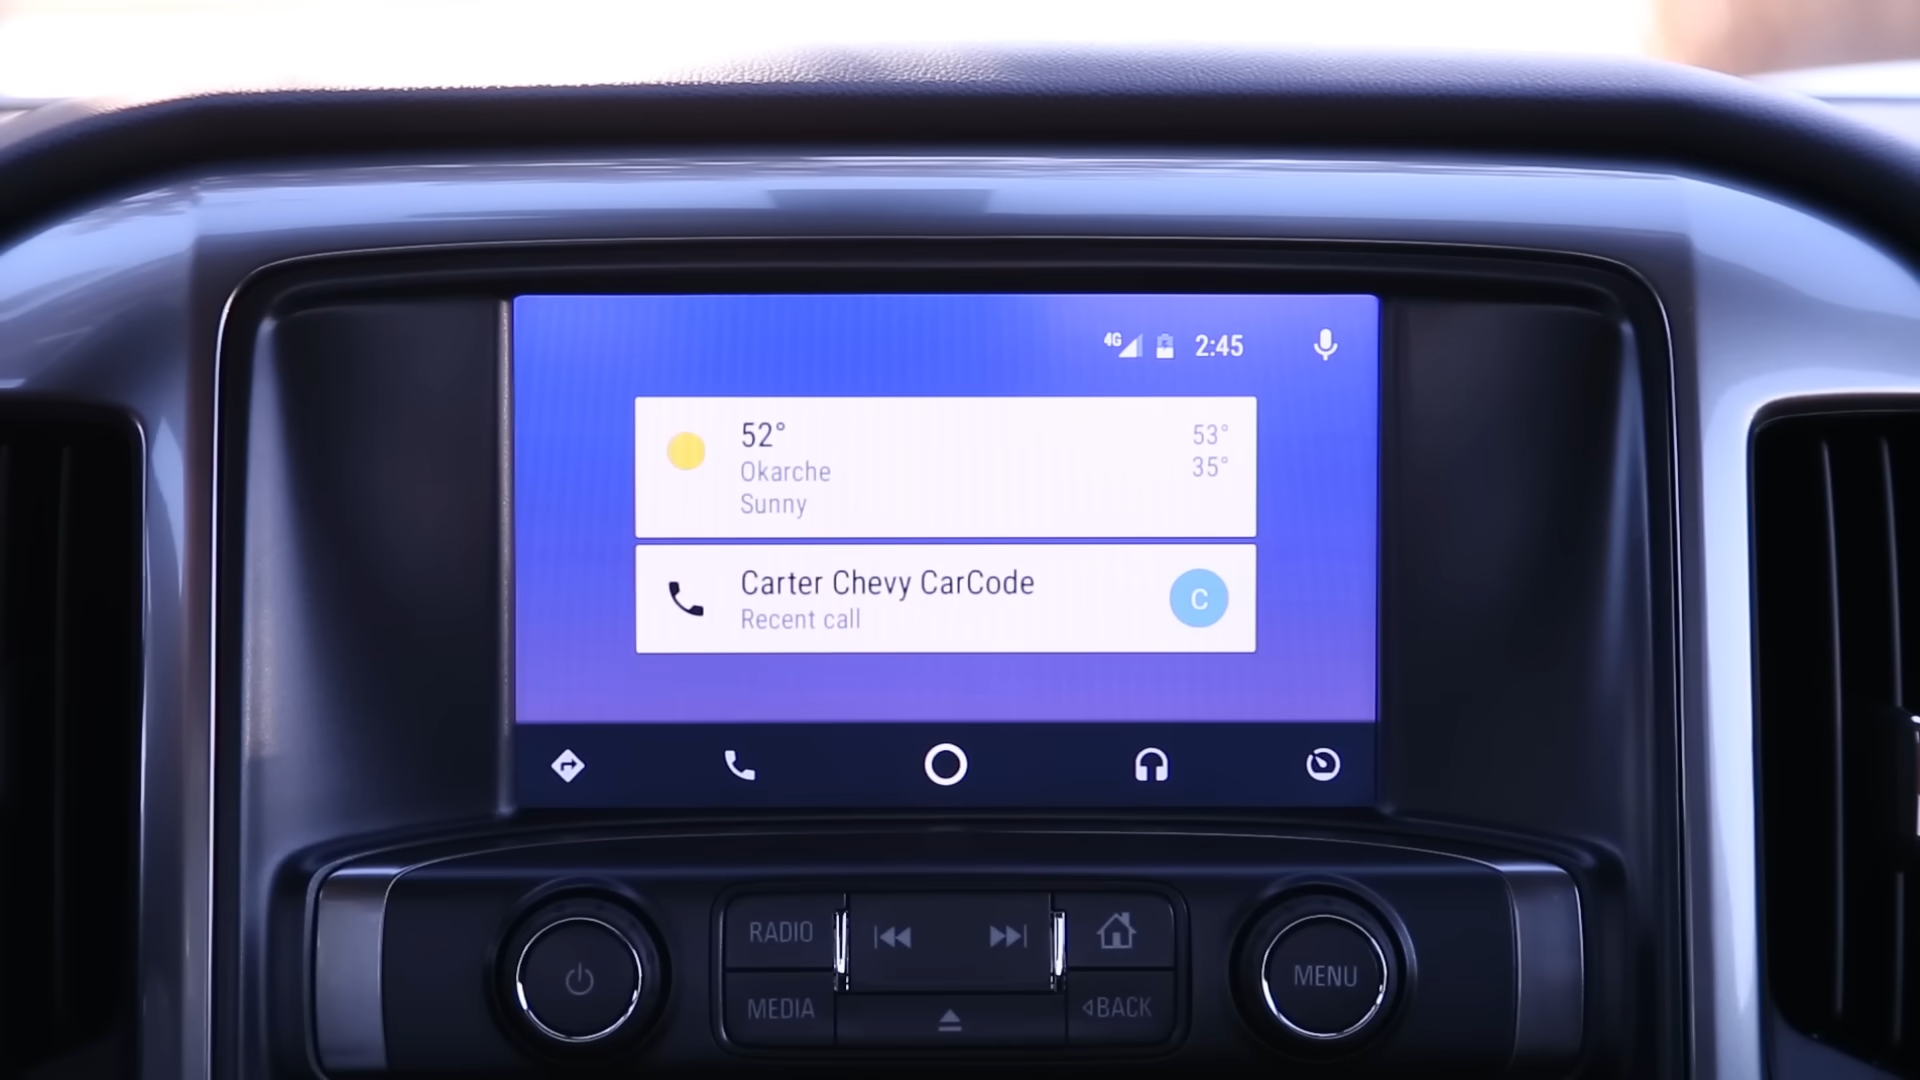 4G 2:45
52° 53°
Okarche 35°
Sunny
Carter Chevy CarCode
Recent call C
RADIO
MENU
MEDIA
BACK